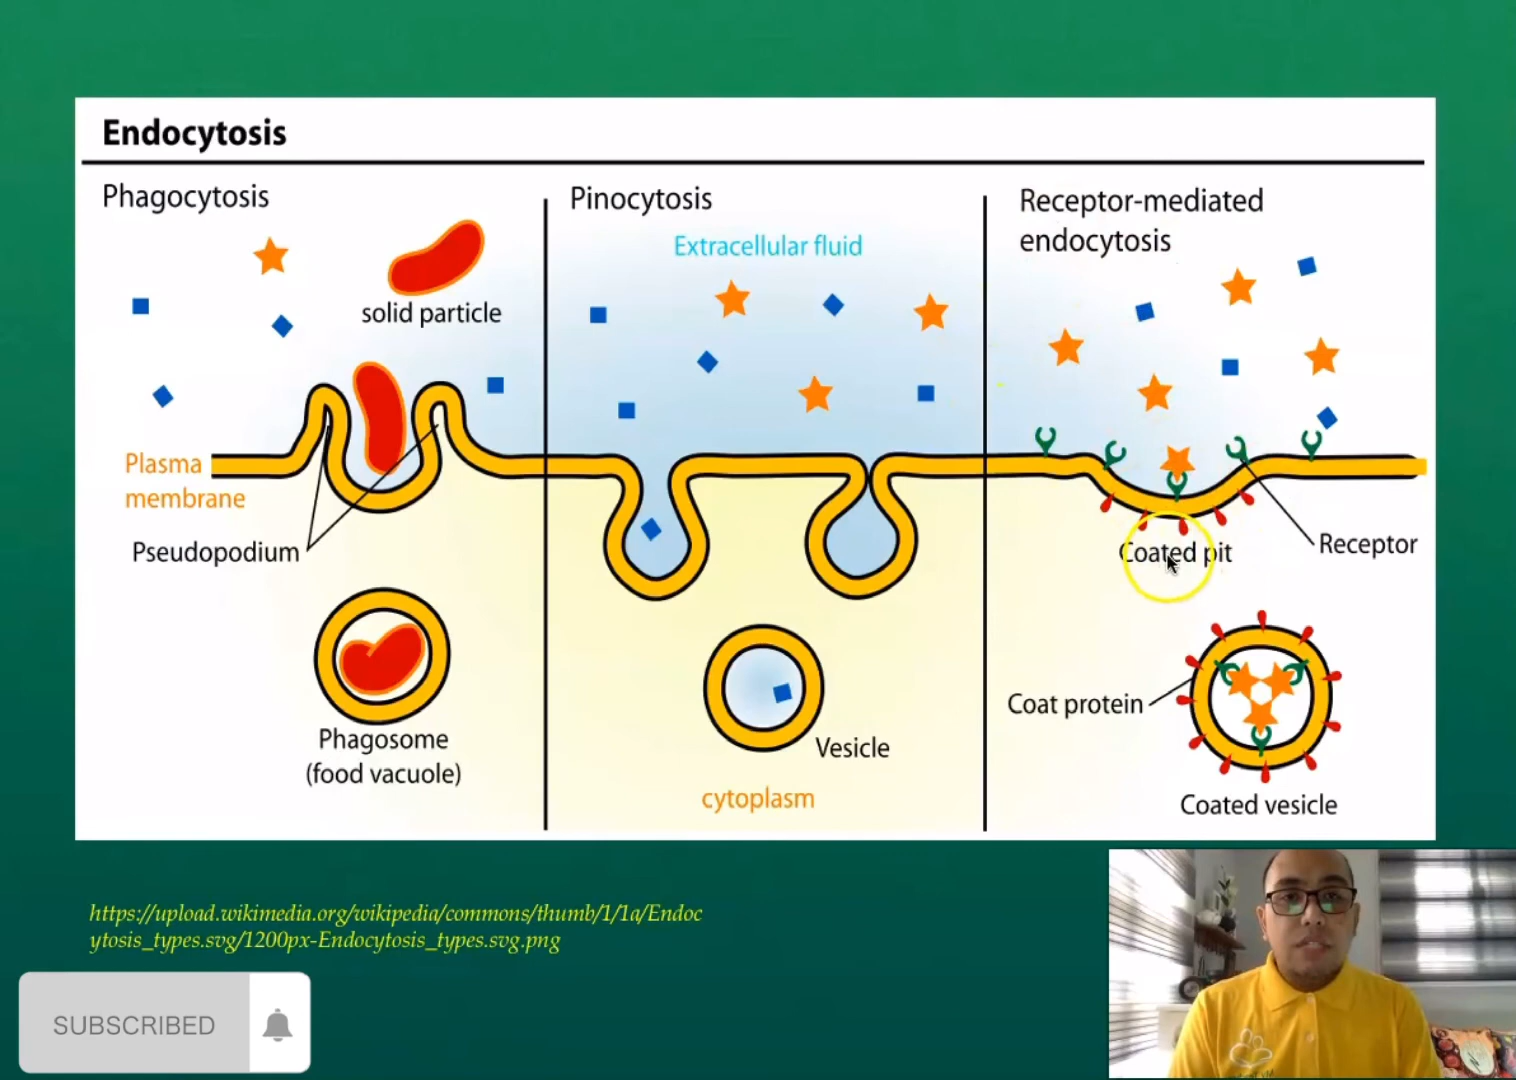 Endocytosis
Phagocytosis
solid particle
Plasma
membrane
Pseudopodium
Phagosome
(food vacuole)
Pinocytosis
Extracellular fluid
Vesicle
cytoplasm
Receptor-mediated
endocytosis
Coated pit
Receptor
Coat protein
Coated vesicle
https://upload.wikimedia.org/wikipedia/commons/thumb/1/1a/Endoc
ytosis_types.svg/1200px-Endocytosis_types.svg.png
SUBSCRIBED